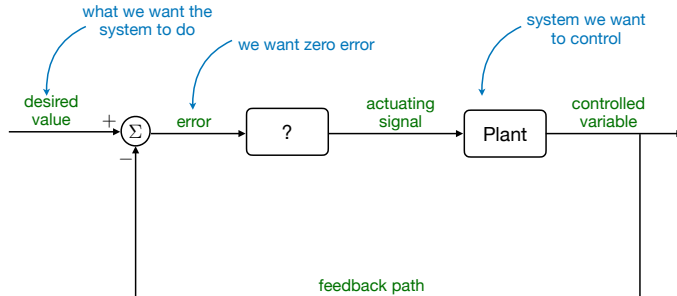 what we want the
system to do
system we want
to control
we want zero error
desired
value
+
Σ
−
error
?
actuating
signal
Plant
controlled
variable
feedback path